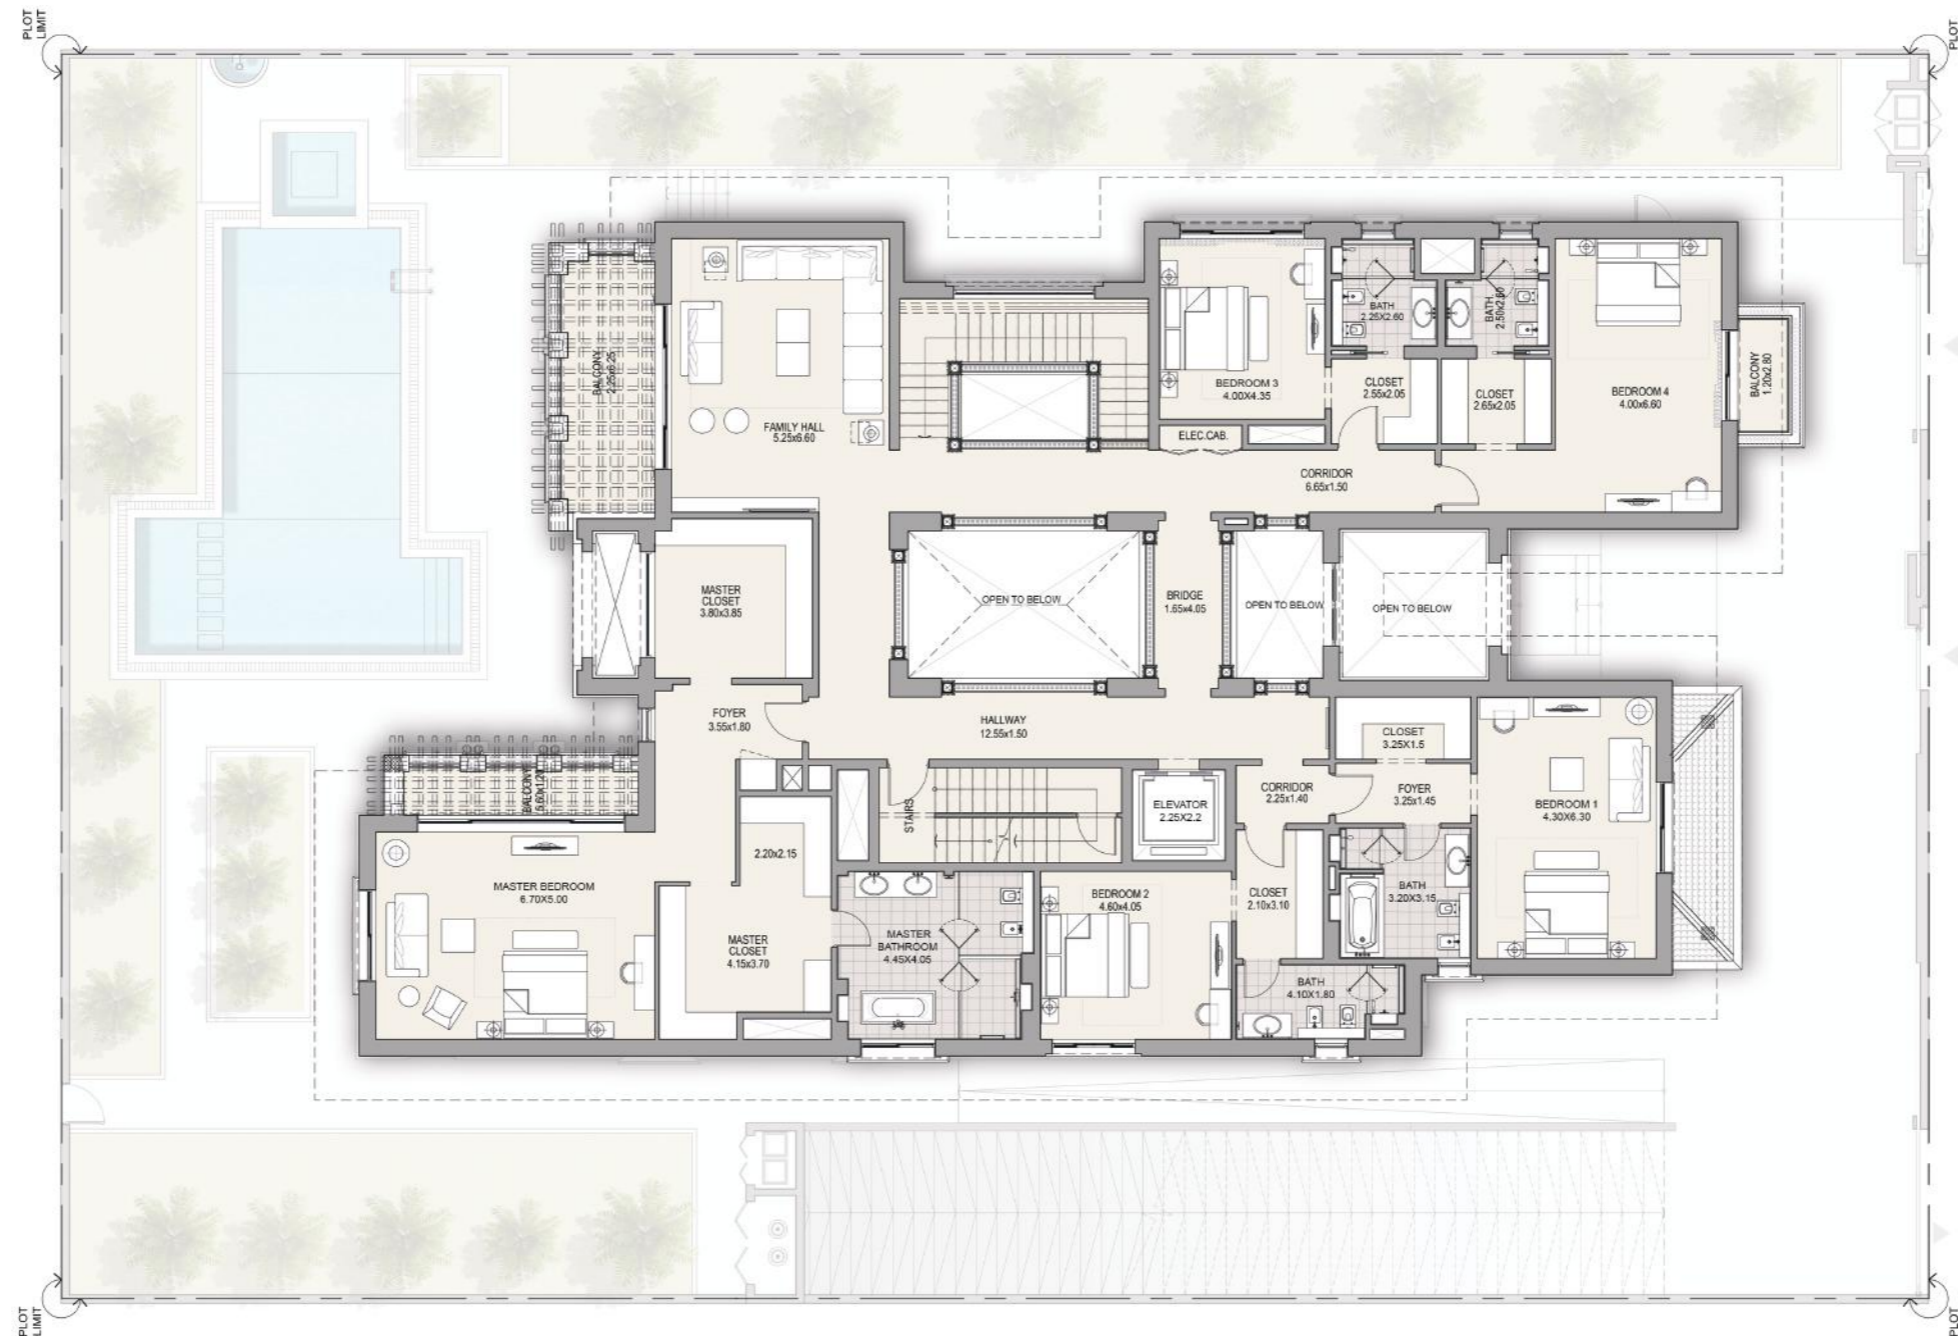 PLOT
LIMIT
PLOT
BALCONY
2.25x6.25
FAMILY HALL
5.25x6.60
BEDROOM 3
4.00X4.35
BATH
2.25X2.60
BATH
2.50x2.60
CLOSET
2.55x2.05
CLOSET
2.65x2.05
BEDROOM 4
4.00x6.60
BALCONY
1.20x2.80
ELEC.CAB.
CORRIDOR
6.65x1.50
MASTER
CLOSET
3.80x3.85
OPEN TO BELOW
BRIDGE
1.65x4.05
OPEN TO BELOW
OPEN TO BELOW
FOYER
3.55x1.80
HALLWAY
12.55x1.50
CLOSET
3.25X1.5
BALCONY
5.60x1.20
STAIRS
ELEVATOR
2.25X2.2
CORRIDOR
2.25x1.40
FOYER
3.25x1.45
BEDROOM 1
4.30X6.30
2.20x2.15
MASTER BEDROOM
6.70X5.00
MASTER
CLOSET
4.15x3.70
MASTER
BATHROOM
4.45X4.05
BEDROOM 2
4.60x4.05
CLOSET
2.10x3.10
BATH
3.20X3.15
BATH
4.10X1.80
PLOT
LIMIT
PLOT